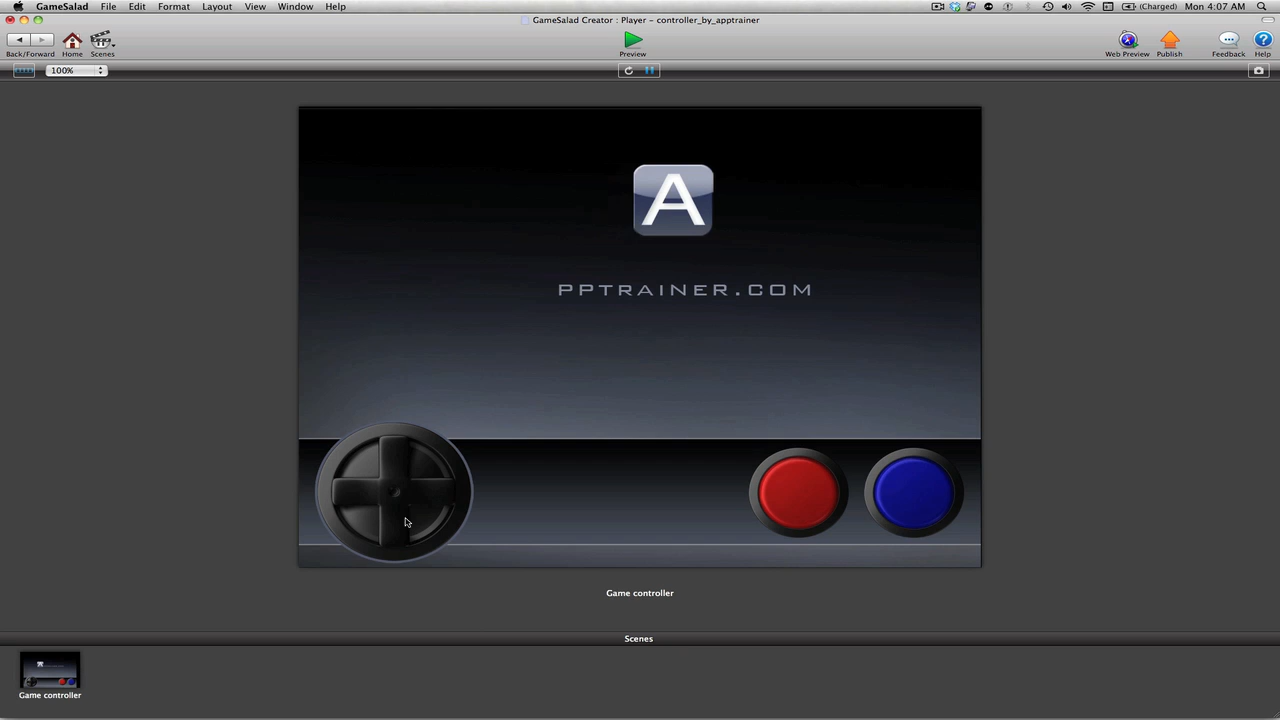 GameSalad File Edit Format Layout View Window Help (Charged) Mon 4:07 AM
GameSalad Creator : Player - controller_by_apptrainer
Back/Forward Home Scenes Preview Web Preview Publish Feedback Help
100%
A
PPTRAINER.COM
Game controller
Scenes
Game controller